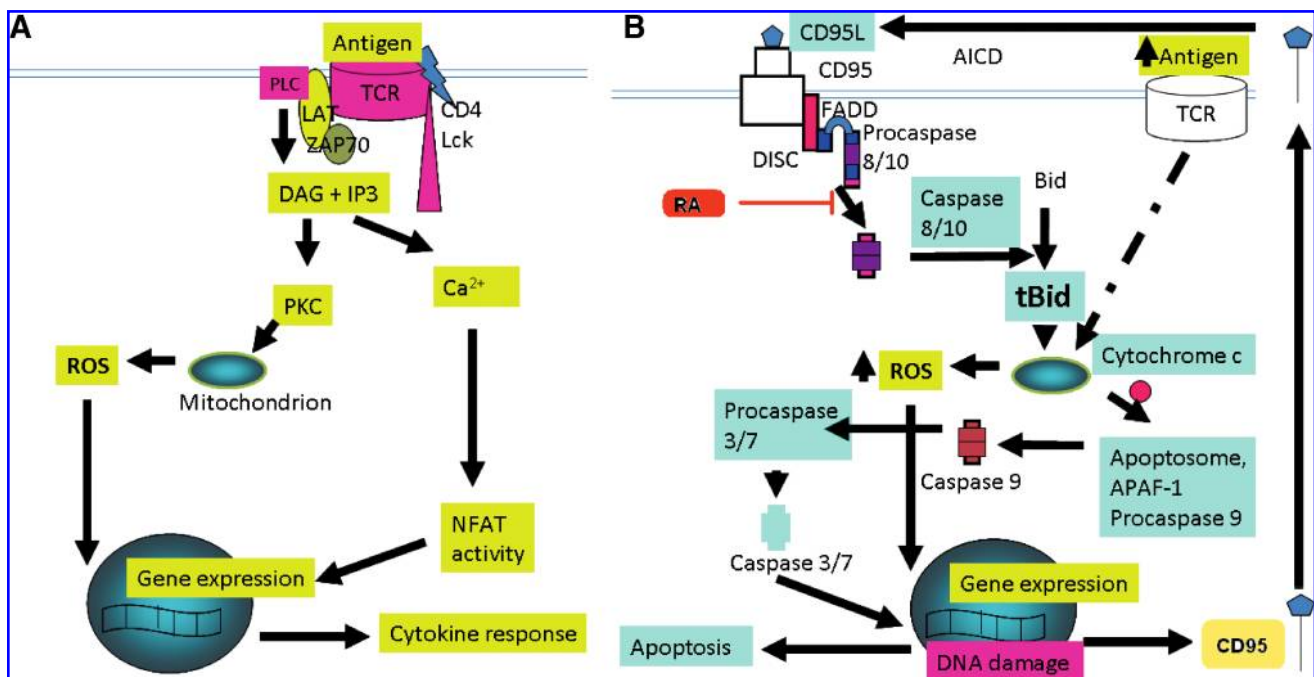 A
Antigen
PLC
TCR
LAT
CD4
ZAP70
Lck
DAG + IP3
Ca2+
PKC
ROS
Mitochondrion
NFAT
activity
Gene expression
Cytokine response
B
CD95L
CD95
AICD
Antigen
TCR
FADD
Procaspase
8/10
DISC
RA
Caspase
8/10
Bid
tBid
Cytochrome c
ROS
Procaspase
3/7
Caspase 9
Apoptosome,
APAF-1
Procaspase 9
Caspase 3/7
Gene expression
Apoptosis
DNA damage
CD95